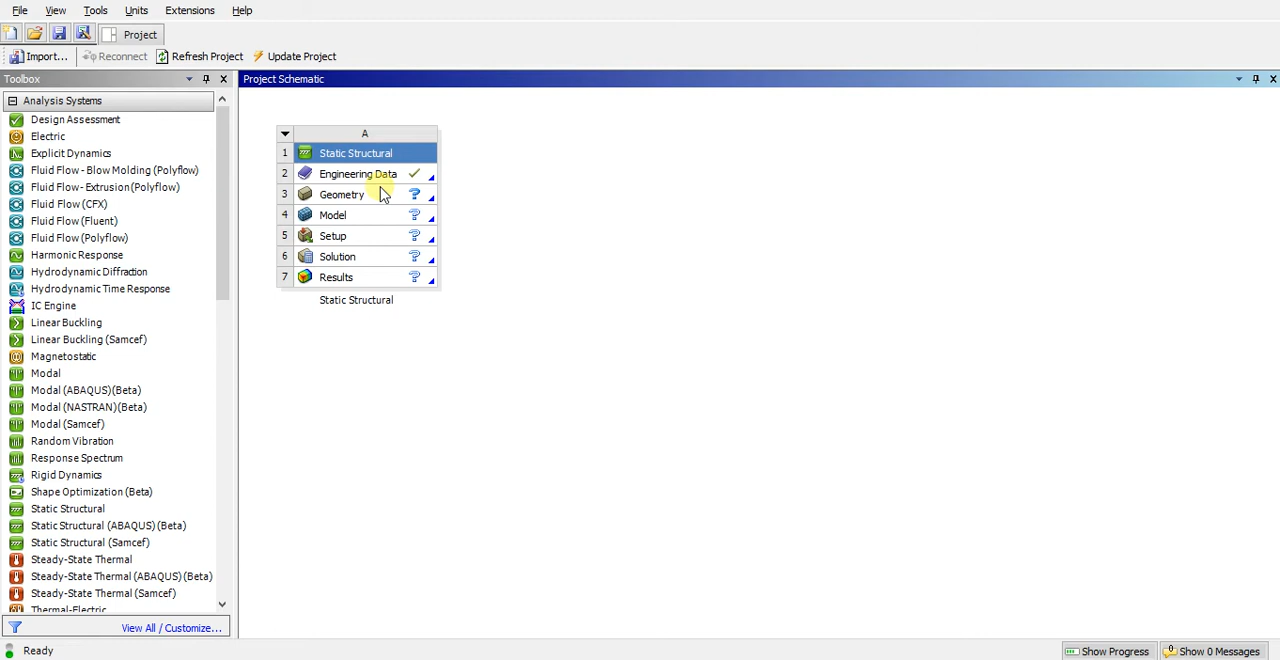 File View Tools Units Extensions Help
Project
Import... Reconnect Refresh Project Update Project
Toolbox
Project Schematic
Analysis Systems
Design Assessment
Electric
Explicit Dynamics
Fluid Flow - Blow Molding (Polyflow)
Fluid Flow - Extrusion (Polyflow)
Fluid Flow (CFX)
Fluid Flow (Fluent)
Fluid Flow (Polyflow)
Harmonic Response
Hydrodynamic Diffraction
Hydrodynamic Time Response
IC Engine
Linear Buckling
Linear Buckling (Samcef)
Magnetostatic
Modal
Modal (ABAQUS) (Beta)
Modal (NASTRAN) (Beta)
Modal (Samcef)
Random Vibration
Response Spectrum
Rigid Dynamics
Shape Optimization (Beta)
Static Structural
Static Structural (ABAQUS) (Beta)
Static Structural (Samcef)
Steady-State Thermal
Steady-State Thermal (ABAQUS) (Beta)
Steady-State Thermal (Samcef)
Thermal-Electric
View All / Customize...
A
1 Static Structural
2 Engineering Data
3 Geometry ?
4 Model ?
5 Setup ?
6 Solution ?
7 Results ?
Static Structural
Ready
Show Progress
Show 0 Messages